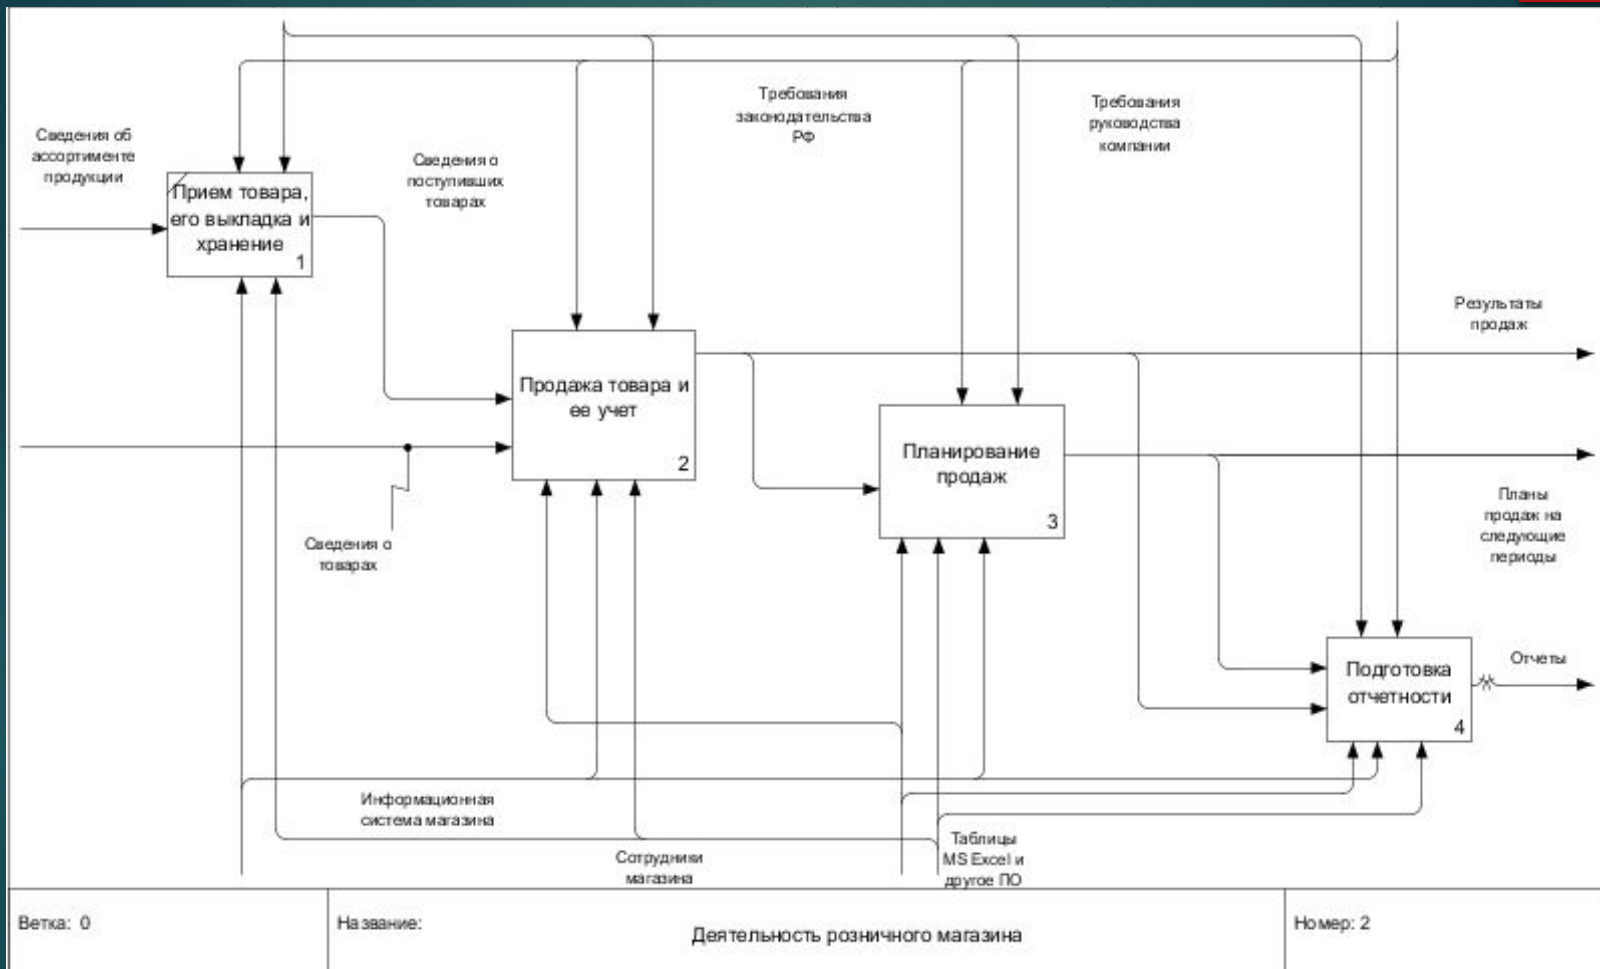 Требования
законодательства
РФ
Требования
руководства
компании
Сведения об
ассортименте
продукции
Сведения о
поступивших
товарах
Прием товара,
его выкладка и
хранение
1
Результаты
продаж
Продажа товара и
ее учет
2
Планирование
продаж
3
Планы
продаж на
следующие
периоды
Сведения о
товарах
Подготовка
отчетности
4
Отчеты
Информационная
система магазина
Сотрудники
магазина
Таблицы
MS Excel и
другое ПО
Ветка: 0
Название:
Деятельность розничного магазина
Номер: 2